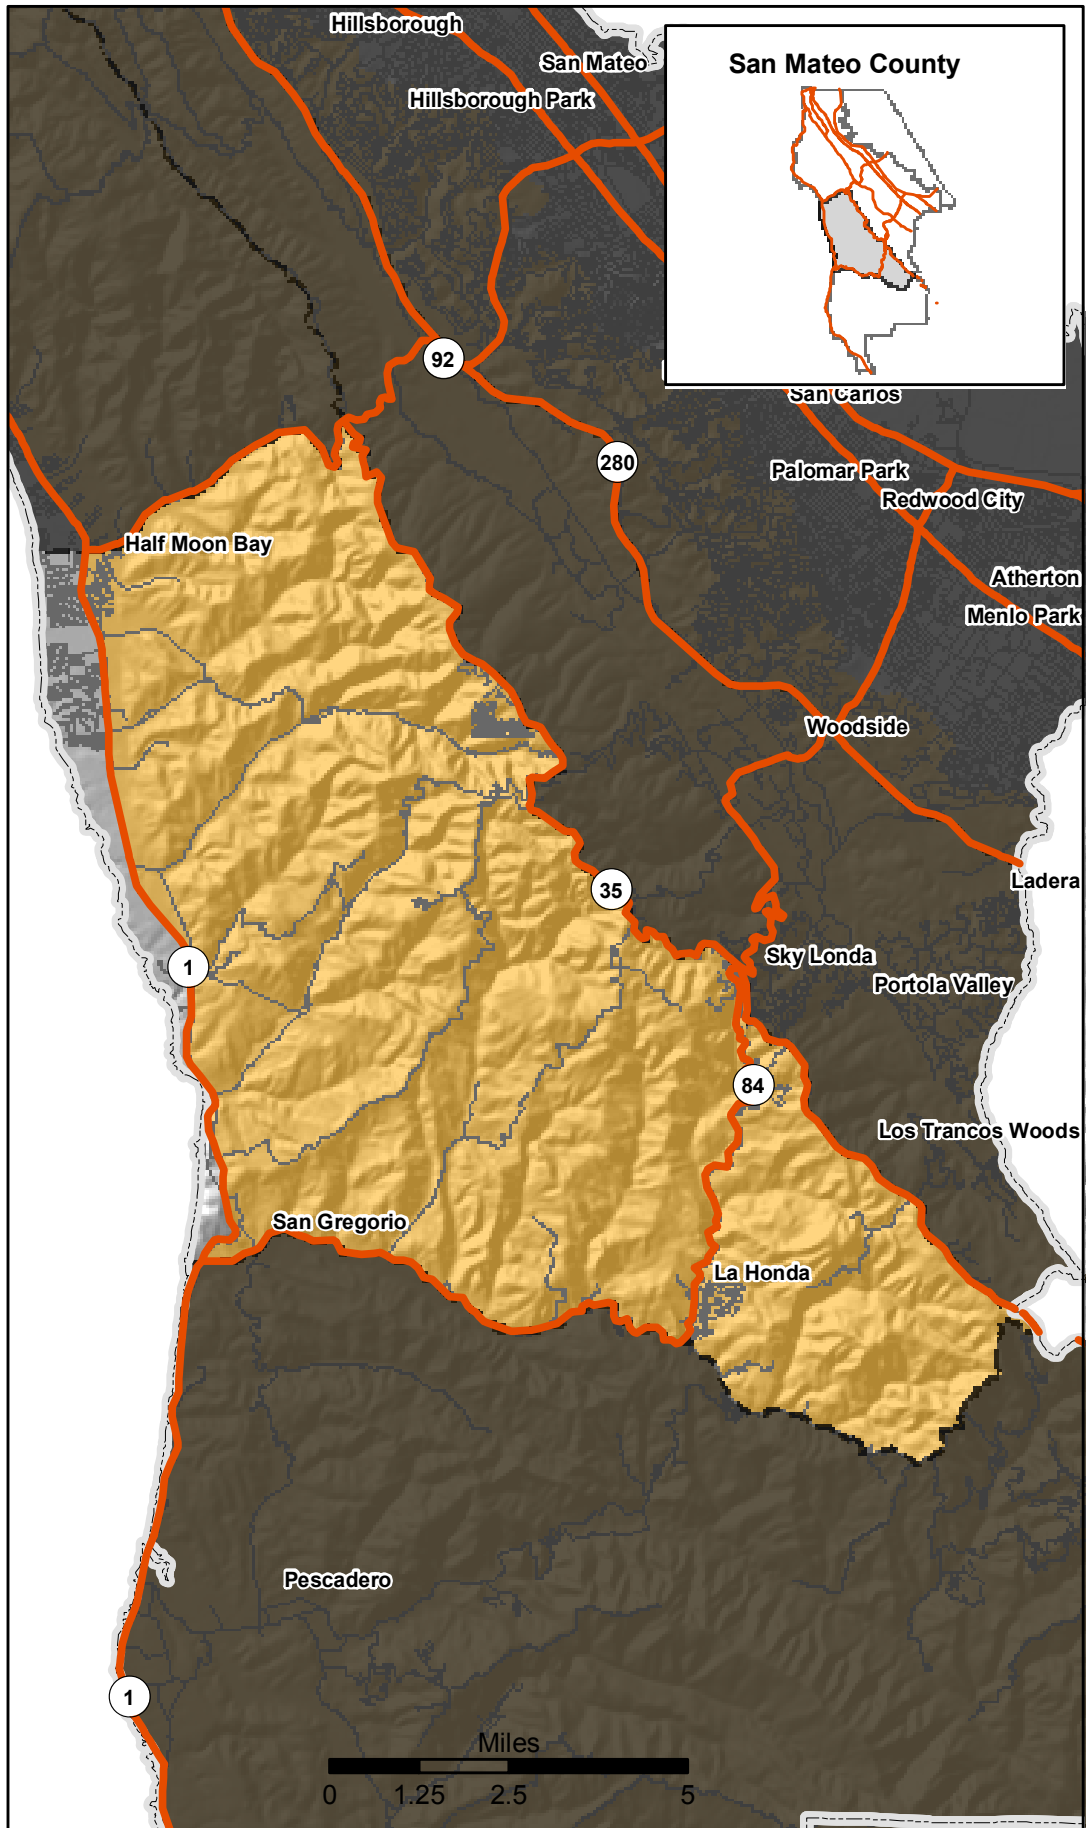 Hillsborough
San Mateo
Hillsborough Park
San Mateo County
92
San Carlos
280
Palomar Park
Redwood City
Half Moon Bay
Atherton
Menlo Park
Woodside
35
Ladera
1
Sky Londa
Portola Valley
84
Los Trancos Woods
San Gregorio
La Honda
Pescadero
1
Miles
0 1.25 2.5 5